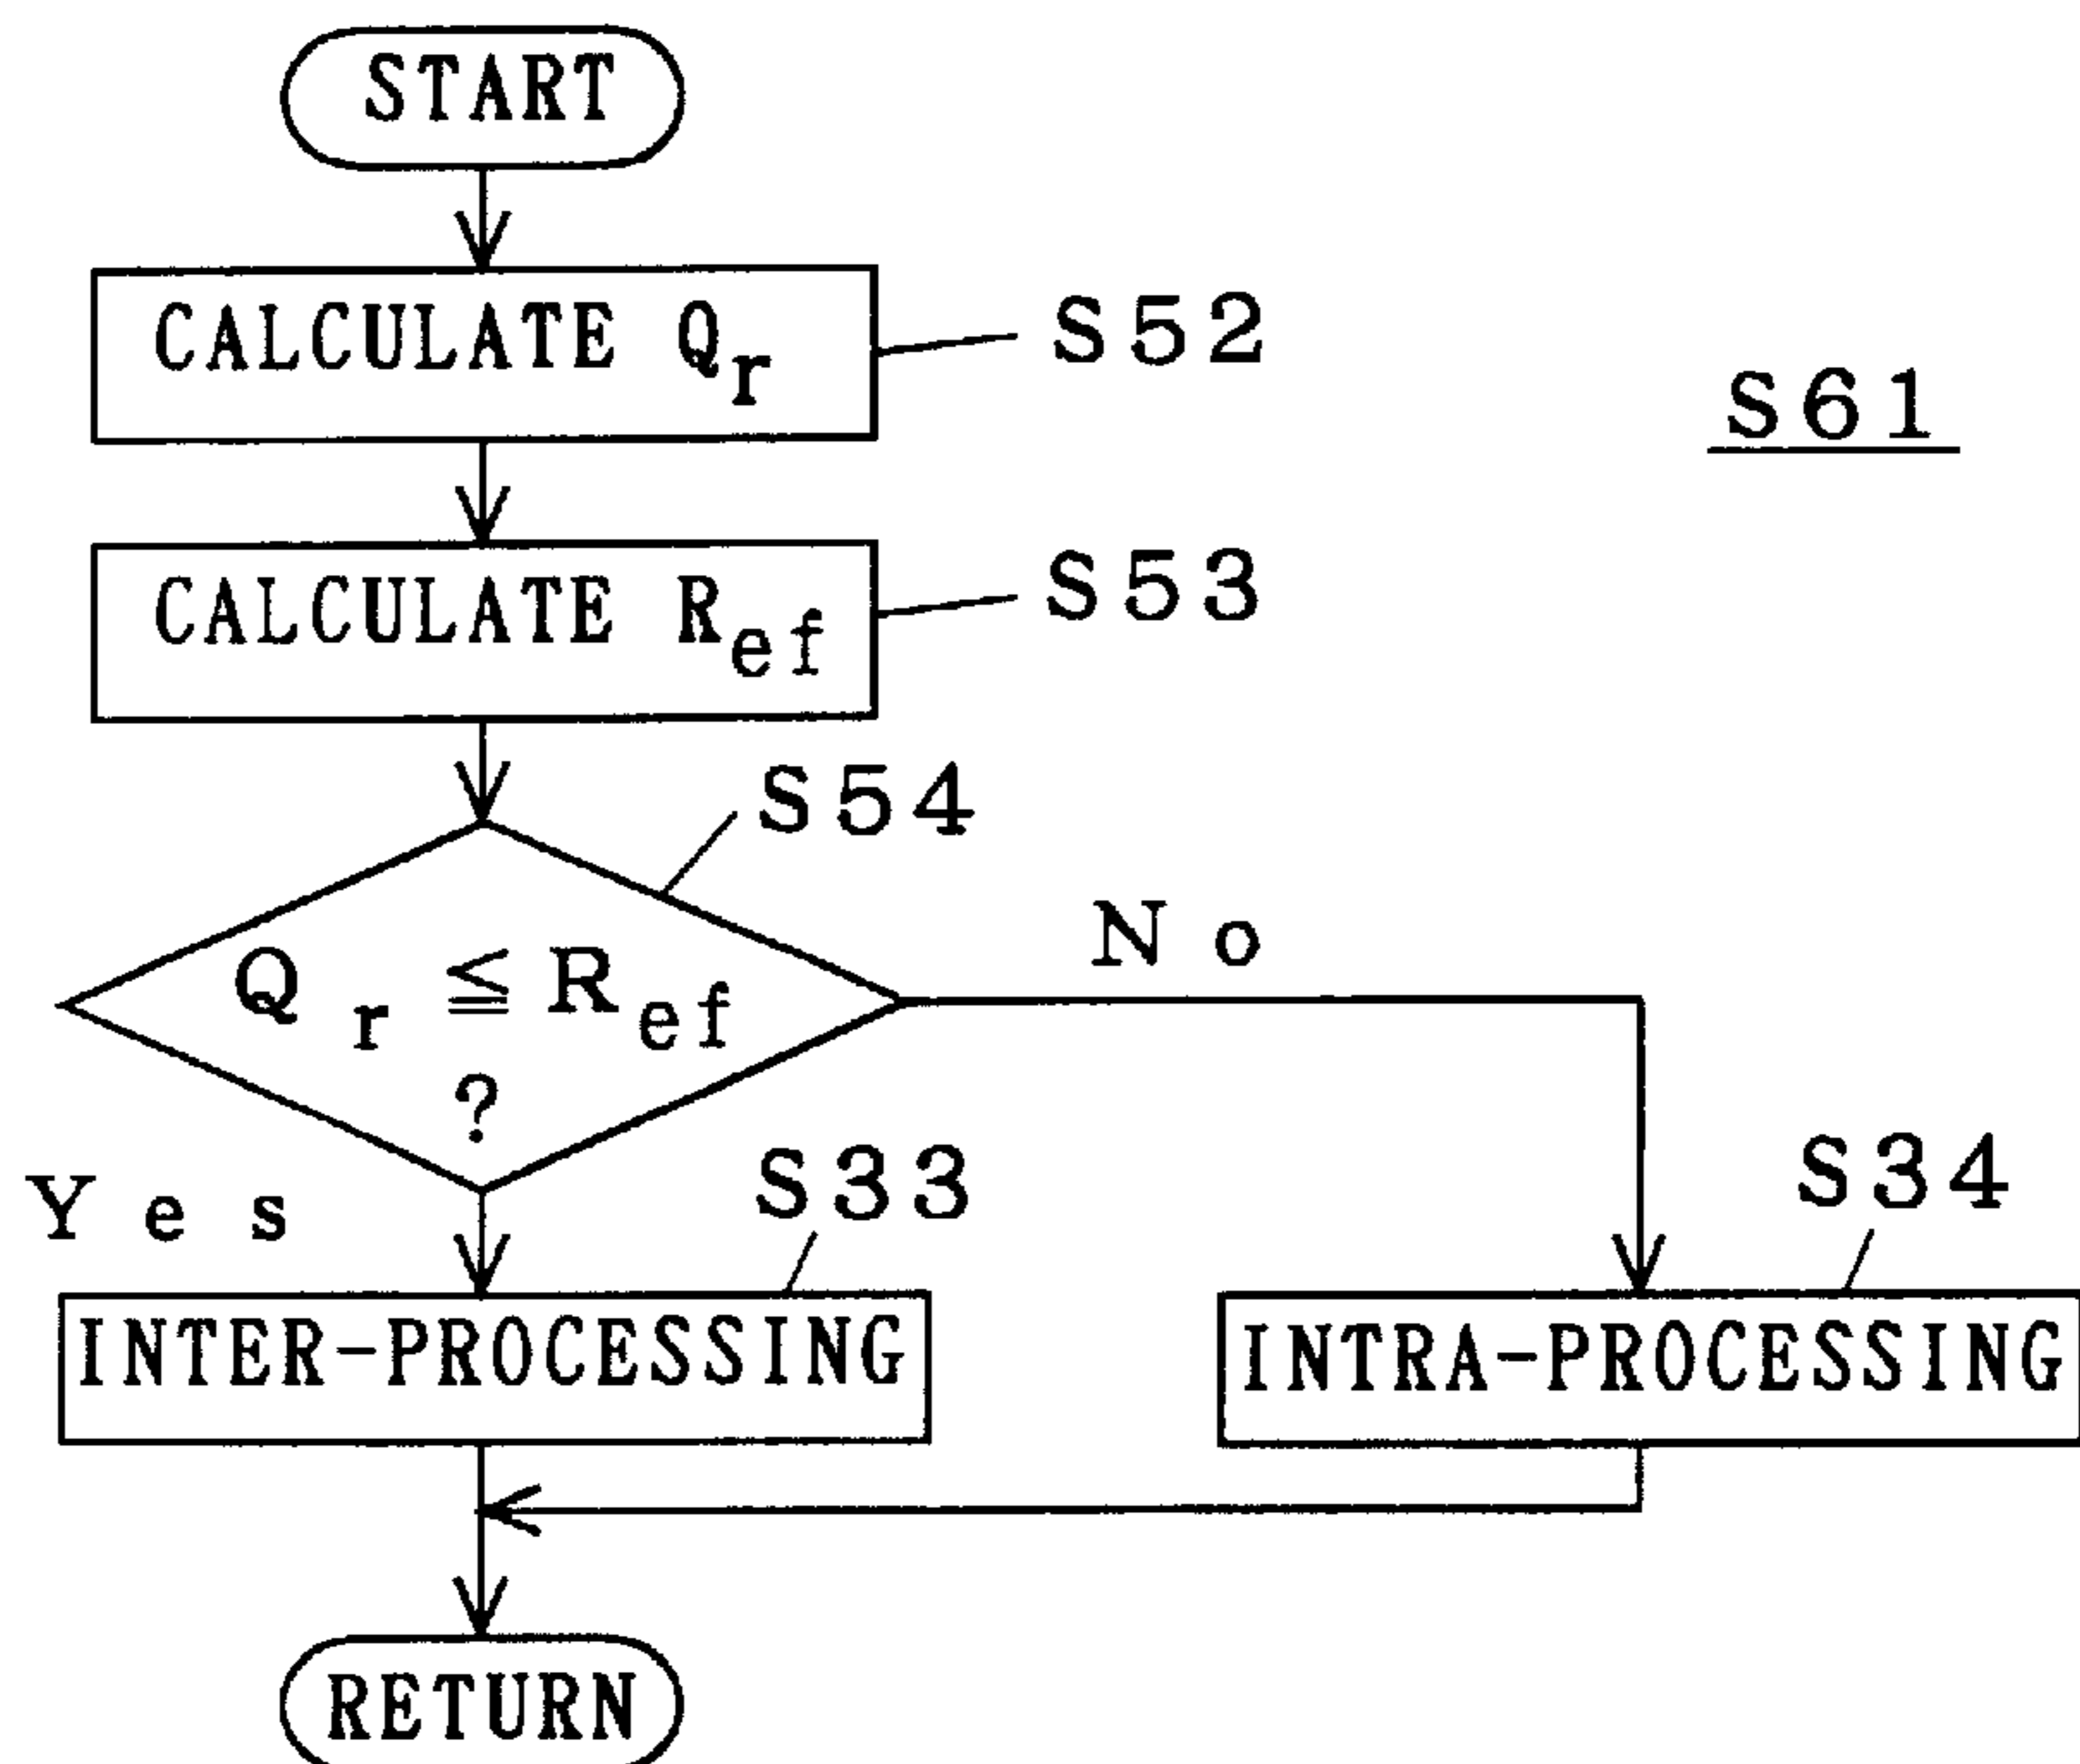 START
CALCULATE Qr
S52
S61
CALCULATE Ref
S53
S54
Qr ≦ Ref
?
No
Yes
S33
S34
INTER-PROCESSING
INTRA-PROCESSING
RETURN